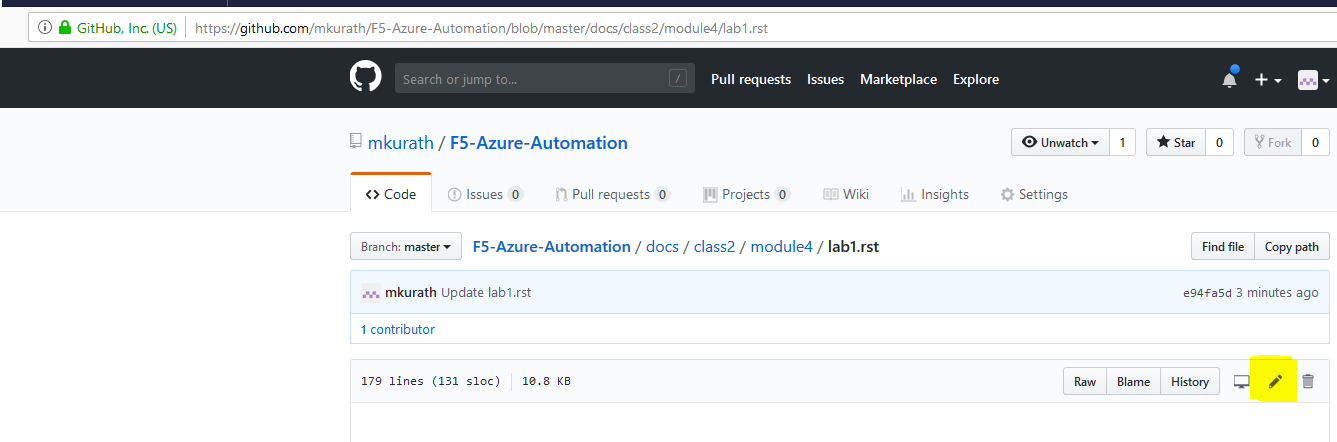 GitHub, Inc. (US) https://github.com/mkurath/F5-Azure-Automation/blob/master/docs/class2/module4/lab1.rst
Search or jump to... / Pull requests Issues Marketplace Explore
mkurath / F5-Azure-Automation Unwatch 1 Star 0 Fork 0
Code Issues 0 Pull requests 0 Projects 0 Wiki Insights Settings
Branch: master F5-Azure-Automation / docs / class2 / module4 / lab1.rst Find file Copy path
mkurath Update lab1.rst e94fa5d 3 minutes ago
1 contributor
179 lines (131 sloc) 10.8 KB Raw Blame History